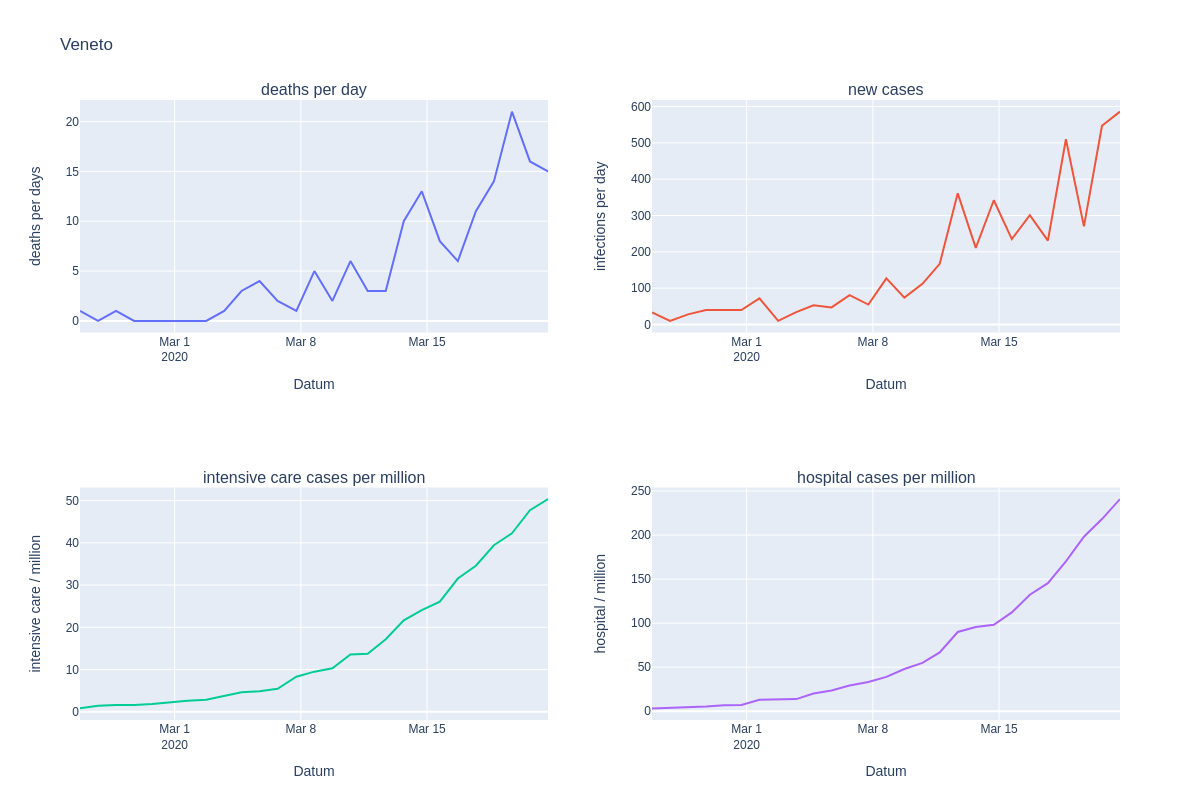 Veneto
deaths per day
deaths per days
20
15
10
5
0
Mar 1
2020
Mar 8
Mar 15
Datum
new cases
infections per day
600
500
400
300
200
100
0
Mar 1
2020
Mar 8
Mar 15
Datum
intensive care cases per million
intensive care / million
50
40
30
20
10
0
Mar 1
2020
Mar 8
Mar 15
Datum
hospital cases per million
hospital / million
250
200
150
100
50
0
Mar 1
2020
Mar 8
Mar 15
Datum